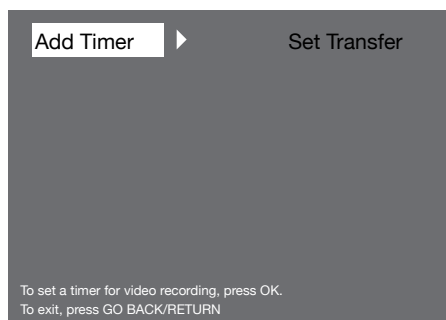 Add Timer Set Transfer
To set a timer for video recording, press OK.
To exit, press GO BACK/RETURN